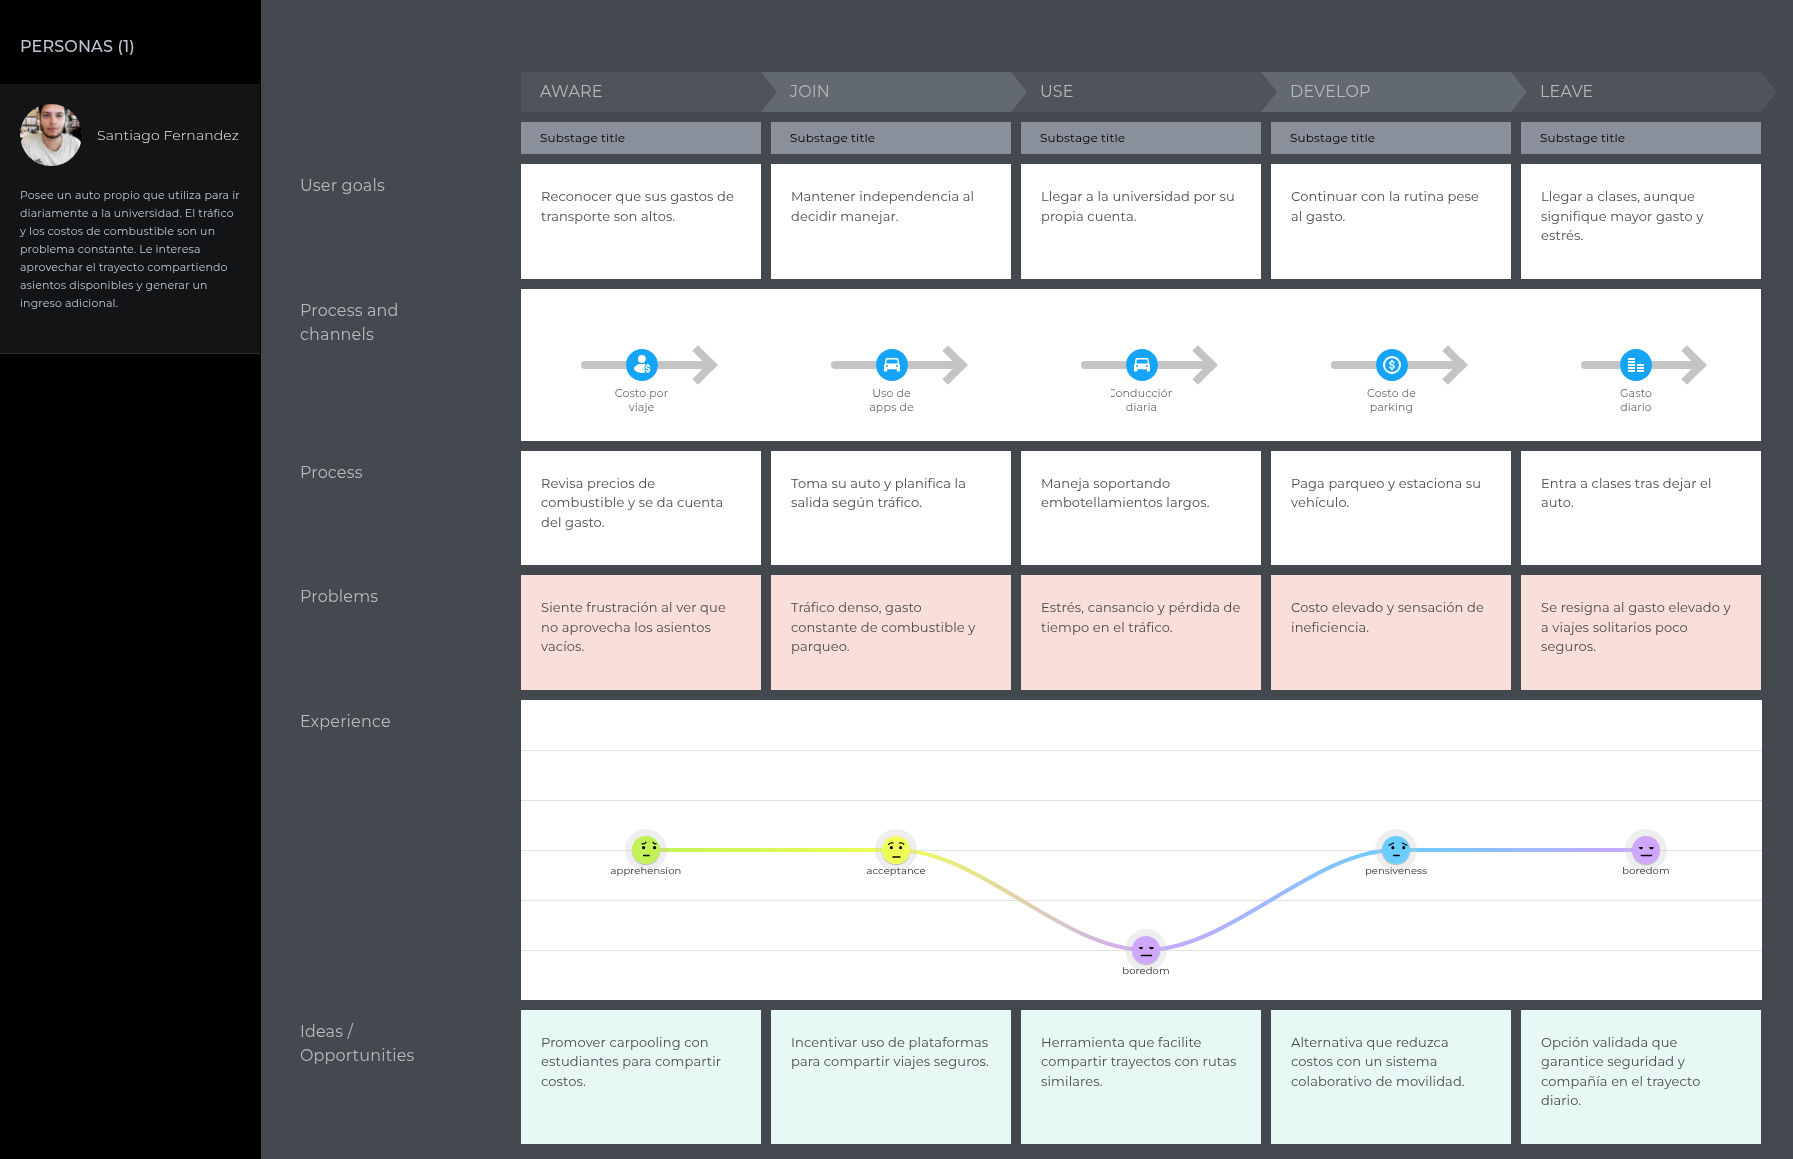 PERSONAS (1)
Santiago Fernandez
Posee un auto propio que utiliza para ir
diariamente a la universidad. El tráfico
y los costos de combustible son un
problema constante. Le interesa
aprovechar el trayecto compartiendo
asientos disponibles y generar un
ingreso adicional.
AWARE
JOIN
USE
DEVELOP
LEAVE
Substage title
Substage title
Substage title
Substage title
Substage title
User goals
Reconocer que sus gastos de
transporte son altos.
Mantener independencia al
decidir manejar.
Llegar a la universidad por su
propia cuenta.
Continuar con la rutina pese
al gasto.
Llegar a clases, aunque
signifique mayor gasto y
estrés.
Process and
channels
Costo por
viaje
Uso de
apps de
Conducción
diaria
Costo de
parking
Gasto
diario
Process
Revisa precios de
combustible y se da cuenta
del gasto.
Toma su auto y planifica la
salida según tráfico.
Maneja soportando
embotellamientos largos.
Paga parqueo y estaciona su
vehículo.
Entra a clases tras dejar el
auto.
Problems
Siente frustración al ver que
no aprovecha los asientos
vacíos.
Tráfico denso, gasto
constante de combustible y
parqueo.
Estrés, cansancio y pérdida de
tiempo en el tráfico.
Costo elevado y sensación de
ineficiencia.
Se resigna al gasto elevado y
a viajes solitarios poco
seguros.
Experience
apprehension
acceptance
boredom
pensiveness
boredom
Ideas /
Opportunities
Promover carpooling con
estudiantes para compartir
costos.
Incentivar uso de plataformas
para compartir viajes seguros.
Herramienta que facilite
compartir trayectos con rutas
similares.
Alternativa que reduzca
costos con un sistema
colaborativo de movilidad.
Opción validada que
garantice seguridad y
compañía en el trayecto
diario.